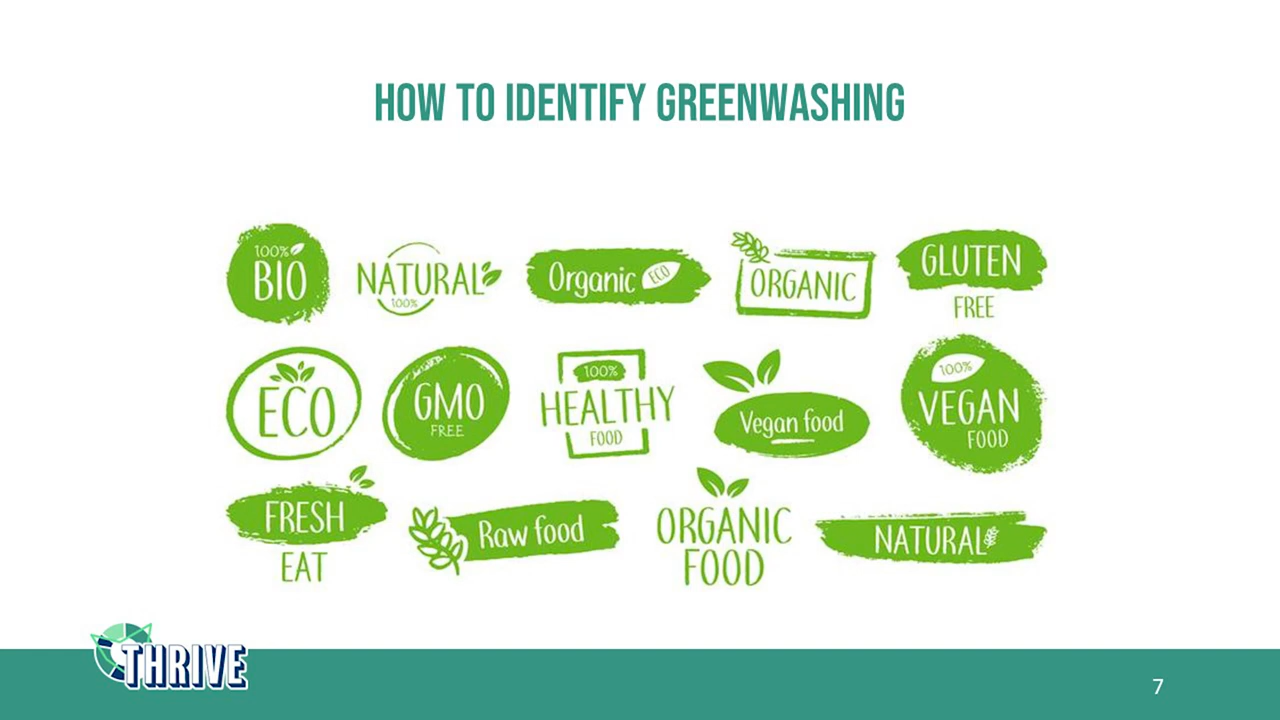 HOW TO IDENTIFY GREENWASHING
100%
BIO
NATURAL
100%
Organic ECO
ORGANIC
GLUTEN
FREE
ECO
GMO
FREE
100%
HEALTHY
FOOD
Vegan food
100%
VEGAN
FOOD
FRESH
EAT
Raw food
ORGANIC
FOOD
NATURAL
THRIVE
7